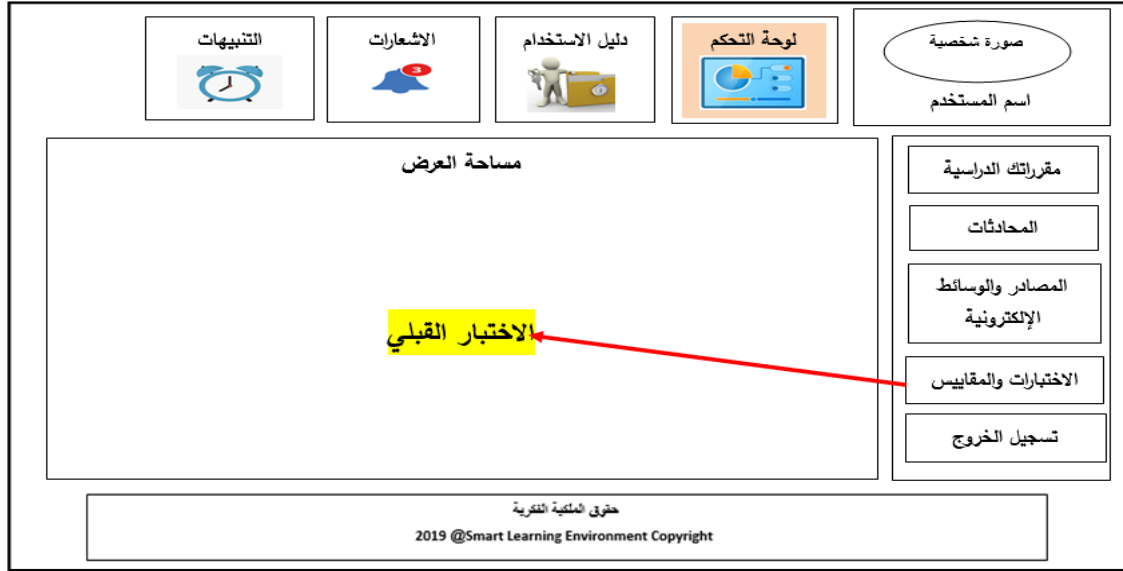 صورة شخصية
اسم المستخدم
لوحة التحكم
دليل الاستخدام
الاشعارات
3
التنبيهات
مقرراتك الدراسية
المحادثات
المصادر والوسائط
الإلكترونية
الاختبارات والمقاييس
تسجيل الخروج
مساحة العرض
الاختبار القبلي
حقوق الملكية الفكرية
2019 @Smart Learning Environment Copyright